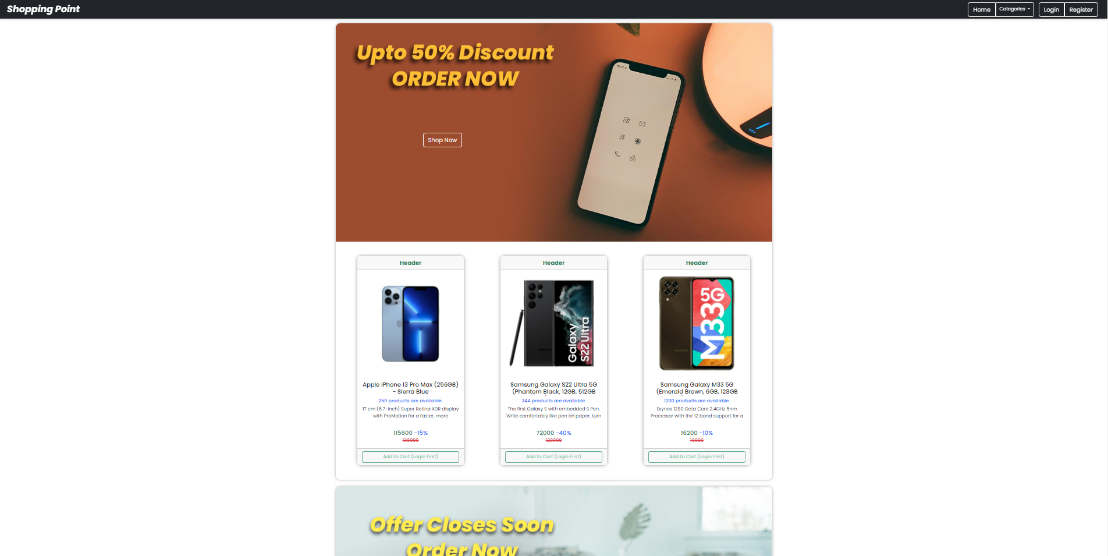 Shopping Point
Home
Categories
Login
Register
Upto 50% Discount
ORDER NOW
Shop Now
Header
Header
Header
Galaxy
S22 Ultra
5G
M33
Apple iPhone 13 Pro Max (256GB)
- Sierra Blue
Samsung Galaxy S22 Ultra 5G
(Phantom Black, 12GB, 512GB
Samsung Galaxy M33 5G
(Emerald Brown, 6GB, 128GB
250 products are available
344 products are available
1200 products are available
17 cm (6.7-inch) Super Retina XDR display
with ProMotion for a faster, more
The first Galaxy S with embedded S Pen.
Write comfortably like pen on paper, turn
Exynos 1280 Octa Core 2.4GHz 5nm
Processor with the 12 band support for a
115600 -15%
72000 -40%
120000
16200 -10%
Add to Cart (Login First)
Add to Cart (Login First)
Add to Cart (Login First)
Offer Closes Soon
Order Now